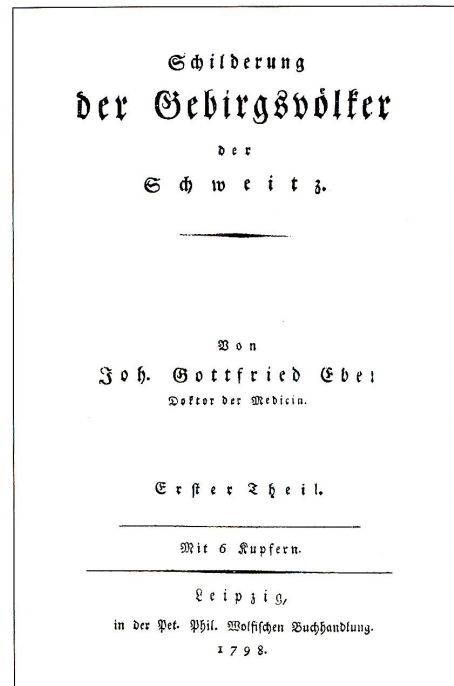 Schilderung
der Gebirgsvölker
der
Schweitz.
Von
Joh. Gottfried Ebel
Doktor der Medicin.
Erster Theil.
Mit 6 Kupfern.
Leipzig,
in der Pet. Phil. Wolfischen Buchhandlung.
1798.